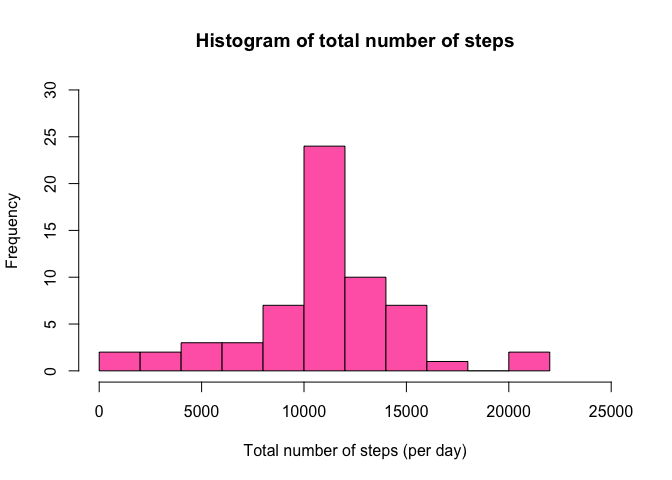 Histogram of total number of steps
30
25
20
15
10
5
0
Frequency
0 5000 10000 15000 20000 25000
Total number of steps (per day)